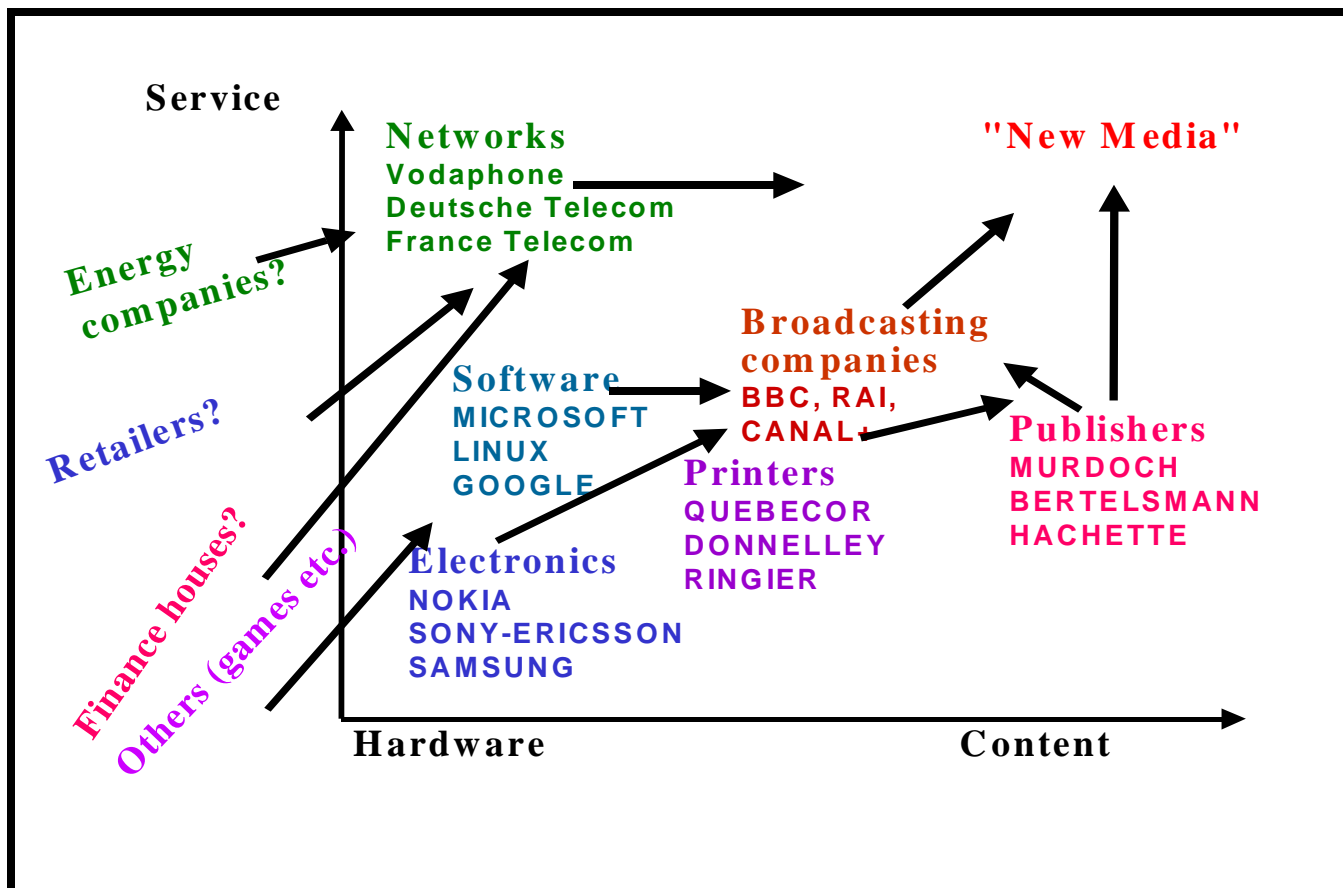 Service
Networks
Vodaphone
Deutsche Telecom
France Telecom
"New Media"
Energy
companies?
Retailers?
Finance houses?
Others (games etc.)
Software
MICROSOFT
LINUX
GOOGLE
Broadcasting
companies
BBC, RAI,
CANAL+
Printers
QUEBECOR
DONNELLEY
RINGIER
Publishers
MURDOCH
BERTELSMANN
HACHETTE
Electronics
NOKIA
SONY-ERICSSON
SAMSUNG
Hardware
Content